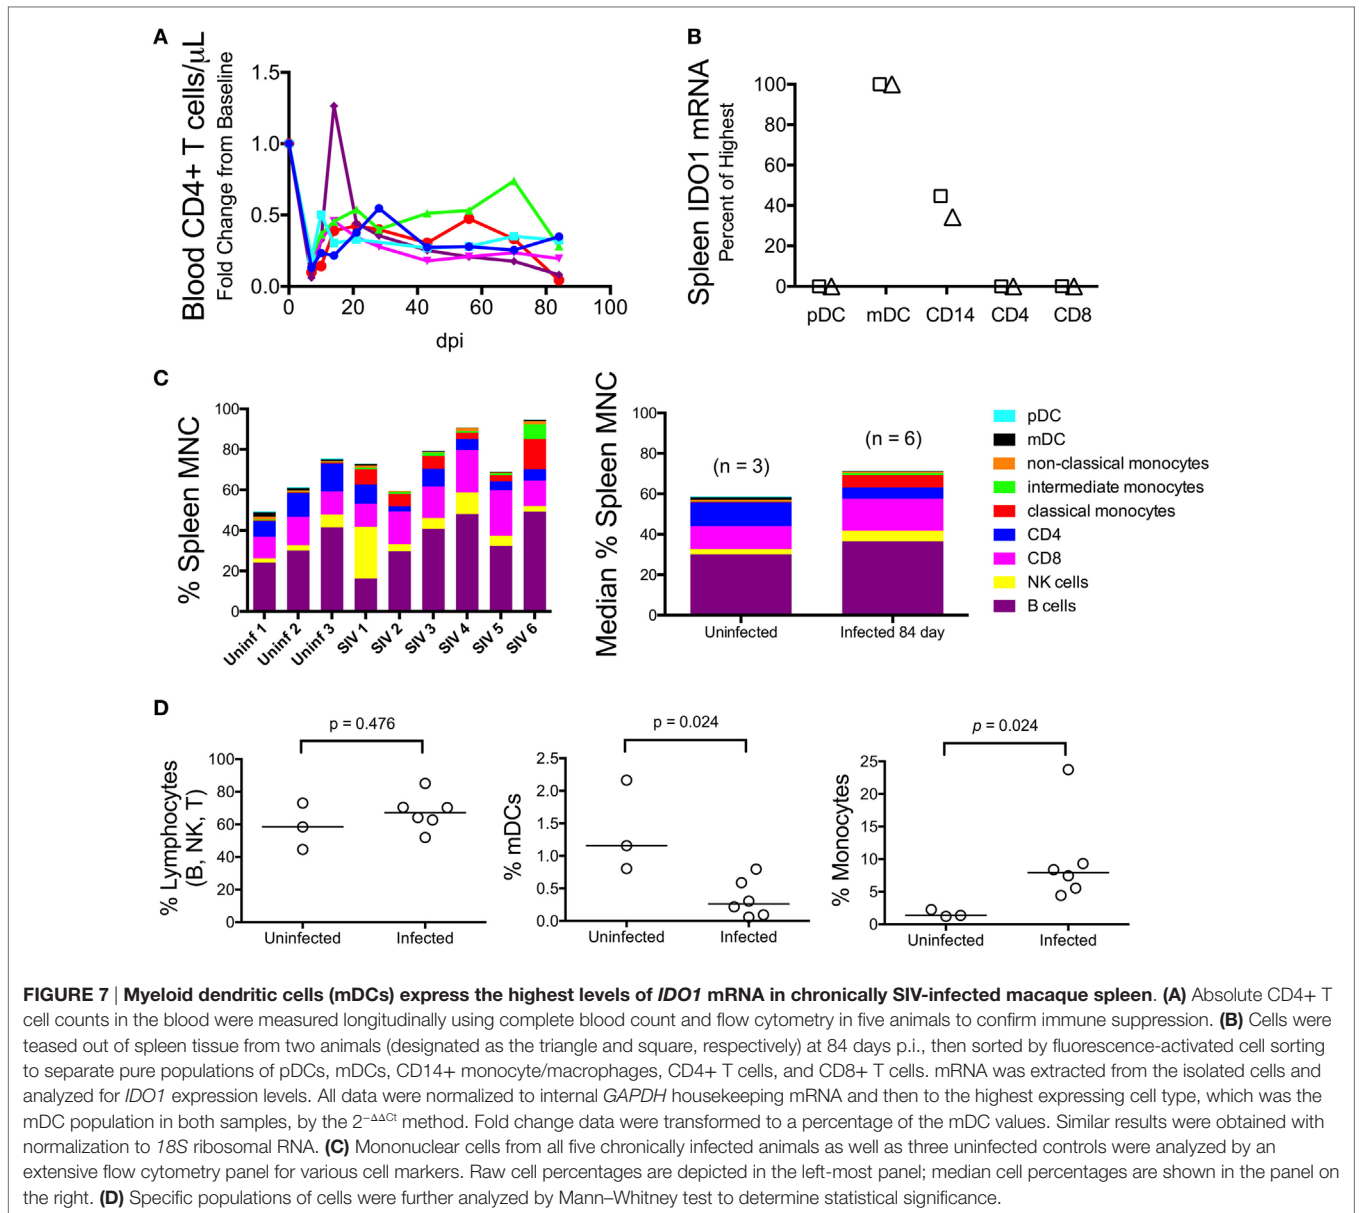 A
Blood CD4+ T cells/μL
Fold Change from Baseline
1.5
1.0
0.5
0.0
0 20 40 60 80 100
dpi
B
Spleen IDO1 mRNA
Percent of Highest
100
80
60
40
20
0
pDC mDC CD14 CD4 CD8
C
% Spleen MNC
100
80
60
40
20
0
Uninf 1 Uninf 2 Uninf 3 SIV 1 SIV 2 SIV 3 SIV 4 SIV 5 SIV 6
Median % Spleen MNC
100
80
60
40
20
0
(n = 3)
(n = 6)
Uninfected Infected 84 day
pDC
mDC
non-classical monocytes
intermediate monocytes
classical monocytes
CD4
CD8
NK cells
B cells
D
% Lymphocytes
(B, NK, T)
p = 0.476
100
80
60
40
20
0
Uninfected Infected
% mDCs
p = 0.024
2.5
2.0
1.5
1.0
0.5
0.0
Uninfected Infected
% Monocytes
p = 0.024
25
20
15
10
5
0
Uninfected Infected
FIGURE 7 | Myeloid dendritic cells (mDCs) express the highest levels of IDO1 mRNA in chronically SIV-infected macaque spleen. (A) Absolute CD4+ T
cell counts in the blood were measured longitudinally using complete blood count and flow cytometry in five animals to confirm immune suppression. (B) Cells were
teased out of spleen tissue from two animals (designated as the triangle and square, respectively) at 84 days p.i., then sorted by fluorescence-activated cell sorting
to separate pure populations of pDCs, mDCs, CD14+ monocyte/macrophages, CD4+ T cells, and CD8+ T cells. mRNA was extracted from the isolated cells and
analyzed for IDO1 expression levels. All data were normalized to internal GAPDH housekeeping mRNA and then to the highest expressing cell type, which was the
mDC population in both samples, by the 2−ΔΔCt method. Fold change data were transformed to a percentage of the mDC values. Similar results were obtained with
normalization to 18S ribosomal RNA. (C) Mononuclear cells from all five chronically infected animals as well as three uninfected controls were analyzed by an
extensive flow cytometry panel for various cell markers. Raw cell percentages are depicted in the left-most panel; median cell percentages are shown in the panel on
the right. (D) Specific populations of cells were further analyzed by Mann–Whitney test to determine statistical significance.